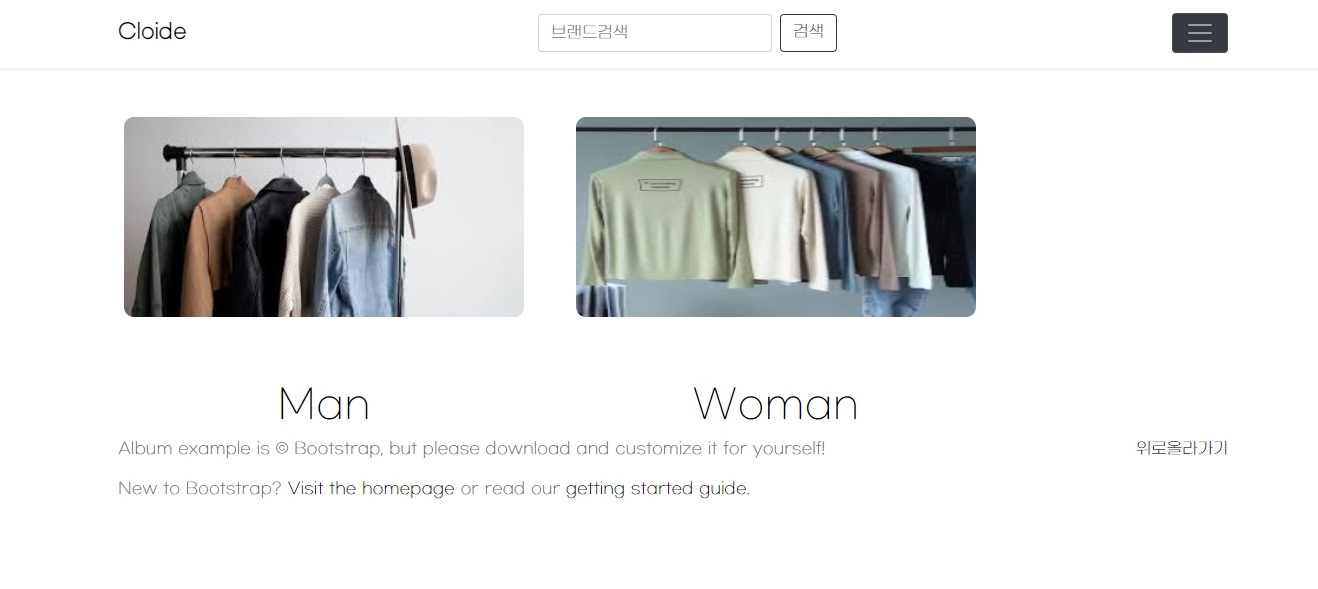 Cloide
브랜드검색
검색
Man
Woman
Album example is © Bootstrap, but please download and customize it for yourself!
위로올라가기
New to Bootstrap? Visit the homepage or read our getting started guide.